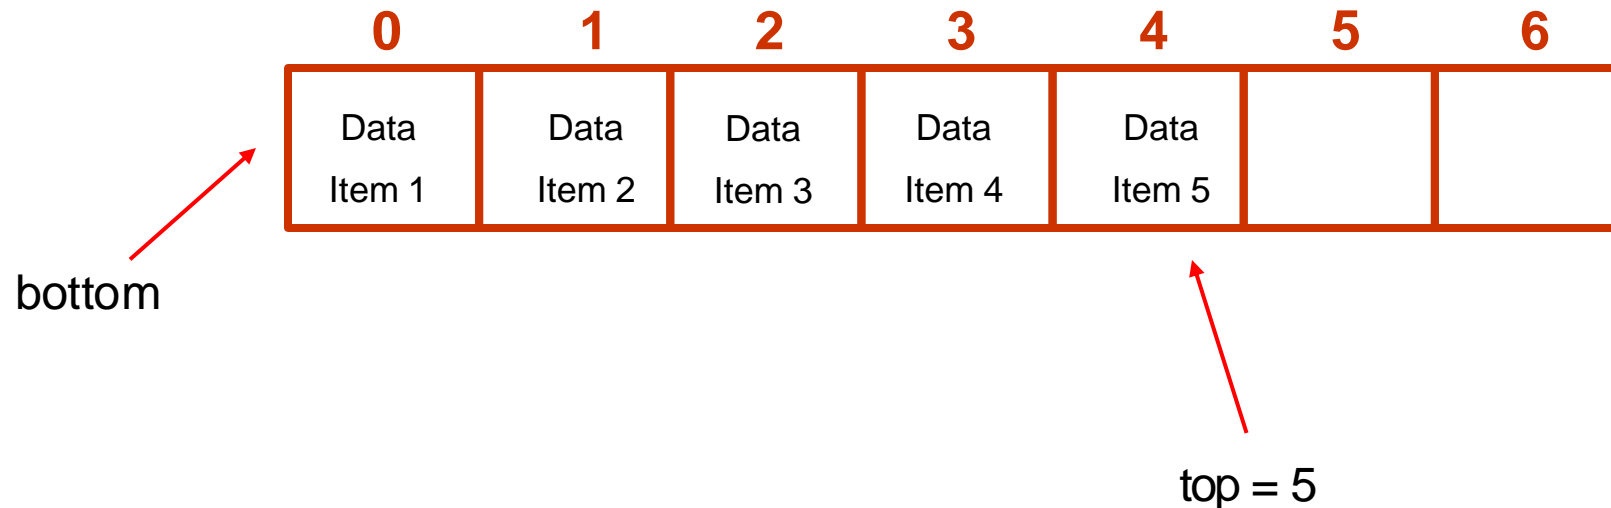 0 1 2 3 4 5 6
Data Data Data Data Data
Item 1 Item 2 Item 3 Item 4 Item 5
bottom
top = 5